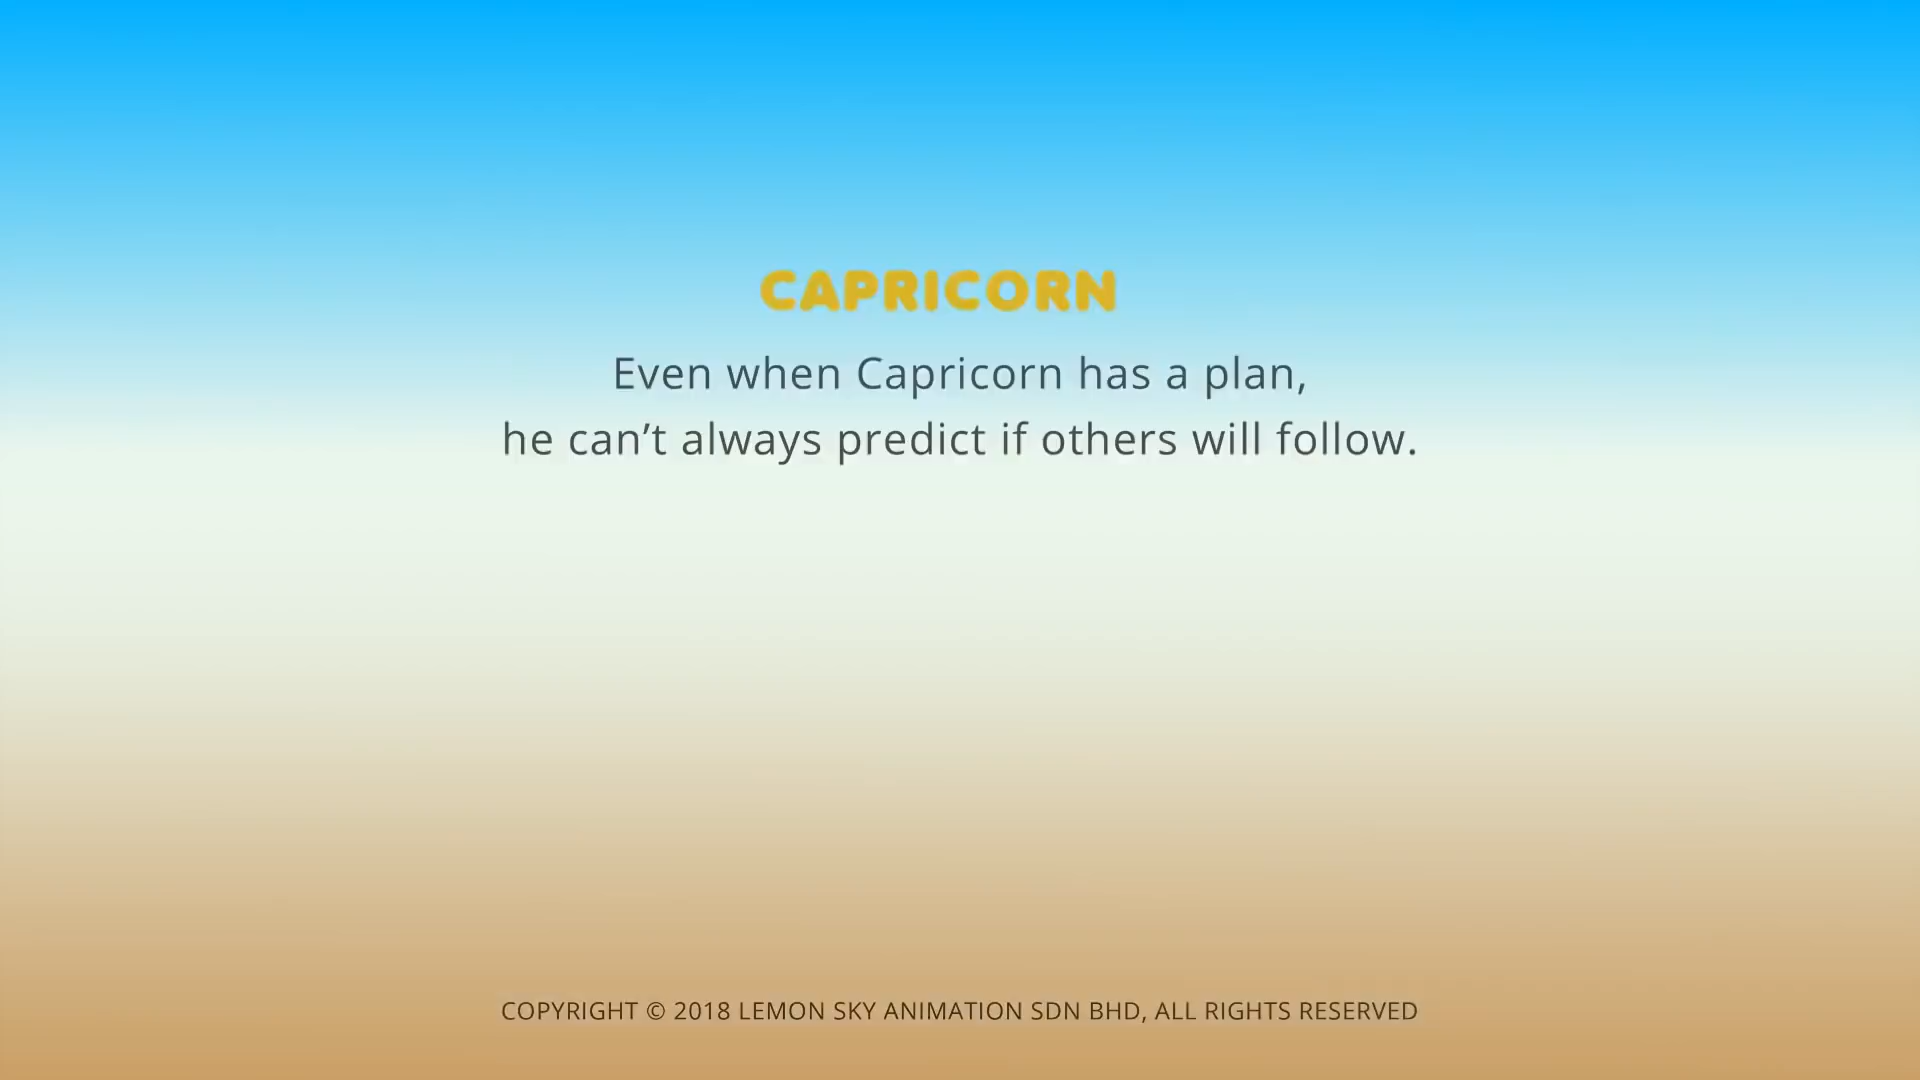 CAPRICORN
Even when Capricorn has a plan,
he can’t always predict if others will follow.
COPYRIGHT © 2018 LEMON SKY ANIMATION SDN BHD, ALL RIGHTS RESERVED